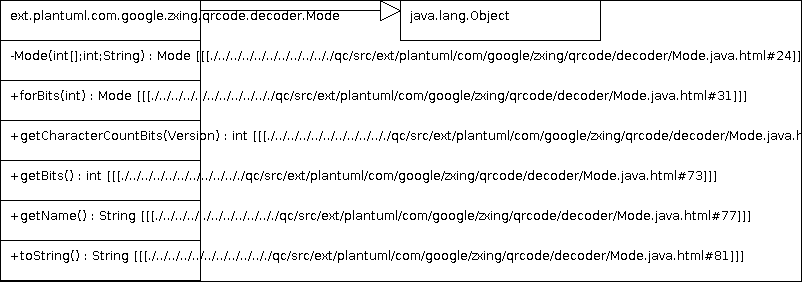 ext.plantuml.com.google.zxing.qrcode.decoder.Mode
java.lang.Object
-Mode(int[];int;String) : Mode [[[./../../../../../../../../../../qc/src/ext/plantuml/com/google/zxing/qrcode/decoder/Mode.java.html#24]]]
+forBits(int) : Mode [[[./../../../../../../../../../../qc/src/ext/plantuml/com/google/zxing/qrcode/decoder/Mode.java.html#31]]]
+getCharacterCountBits(Version) : int [[[./../../../../../../../../../../qc/src/ext/plantuml/com/google/zxing/qrcode/decoder/Mode.java.h
+getBits() : int [[[./../../../../../../../../../../qc/src/ext/plantuml/com/google/zxing/qrcode/decoder/Mode.java.html#73]]]
+getName() : String [[[./../../../../../../../../../../qc/src/ext/plantuml/com/google/zxing/qrcode/decoder/Mode.java.html#77]]]
+toString() : String [[[./../../../../../../../../../../qc/src/ext/plantuml/com/google/zxing/qrcode/decoder/Mode.java.html#81]]]